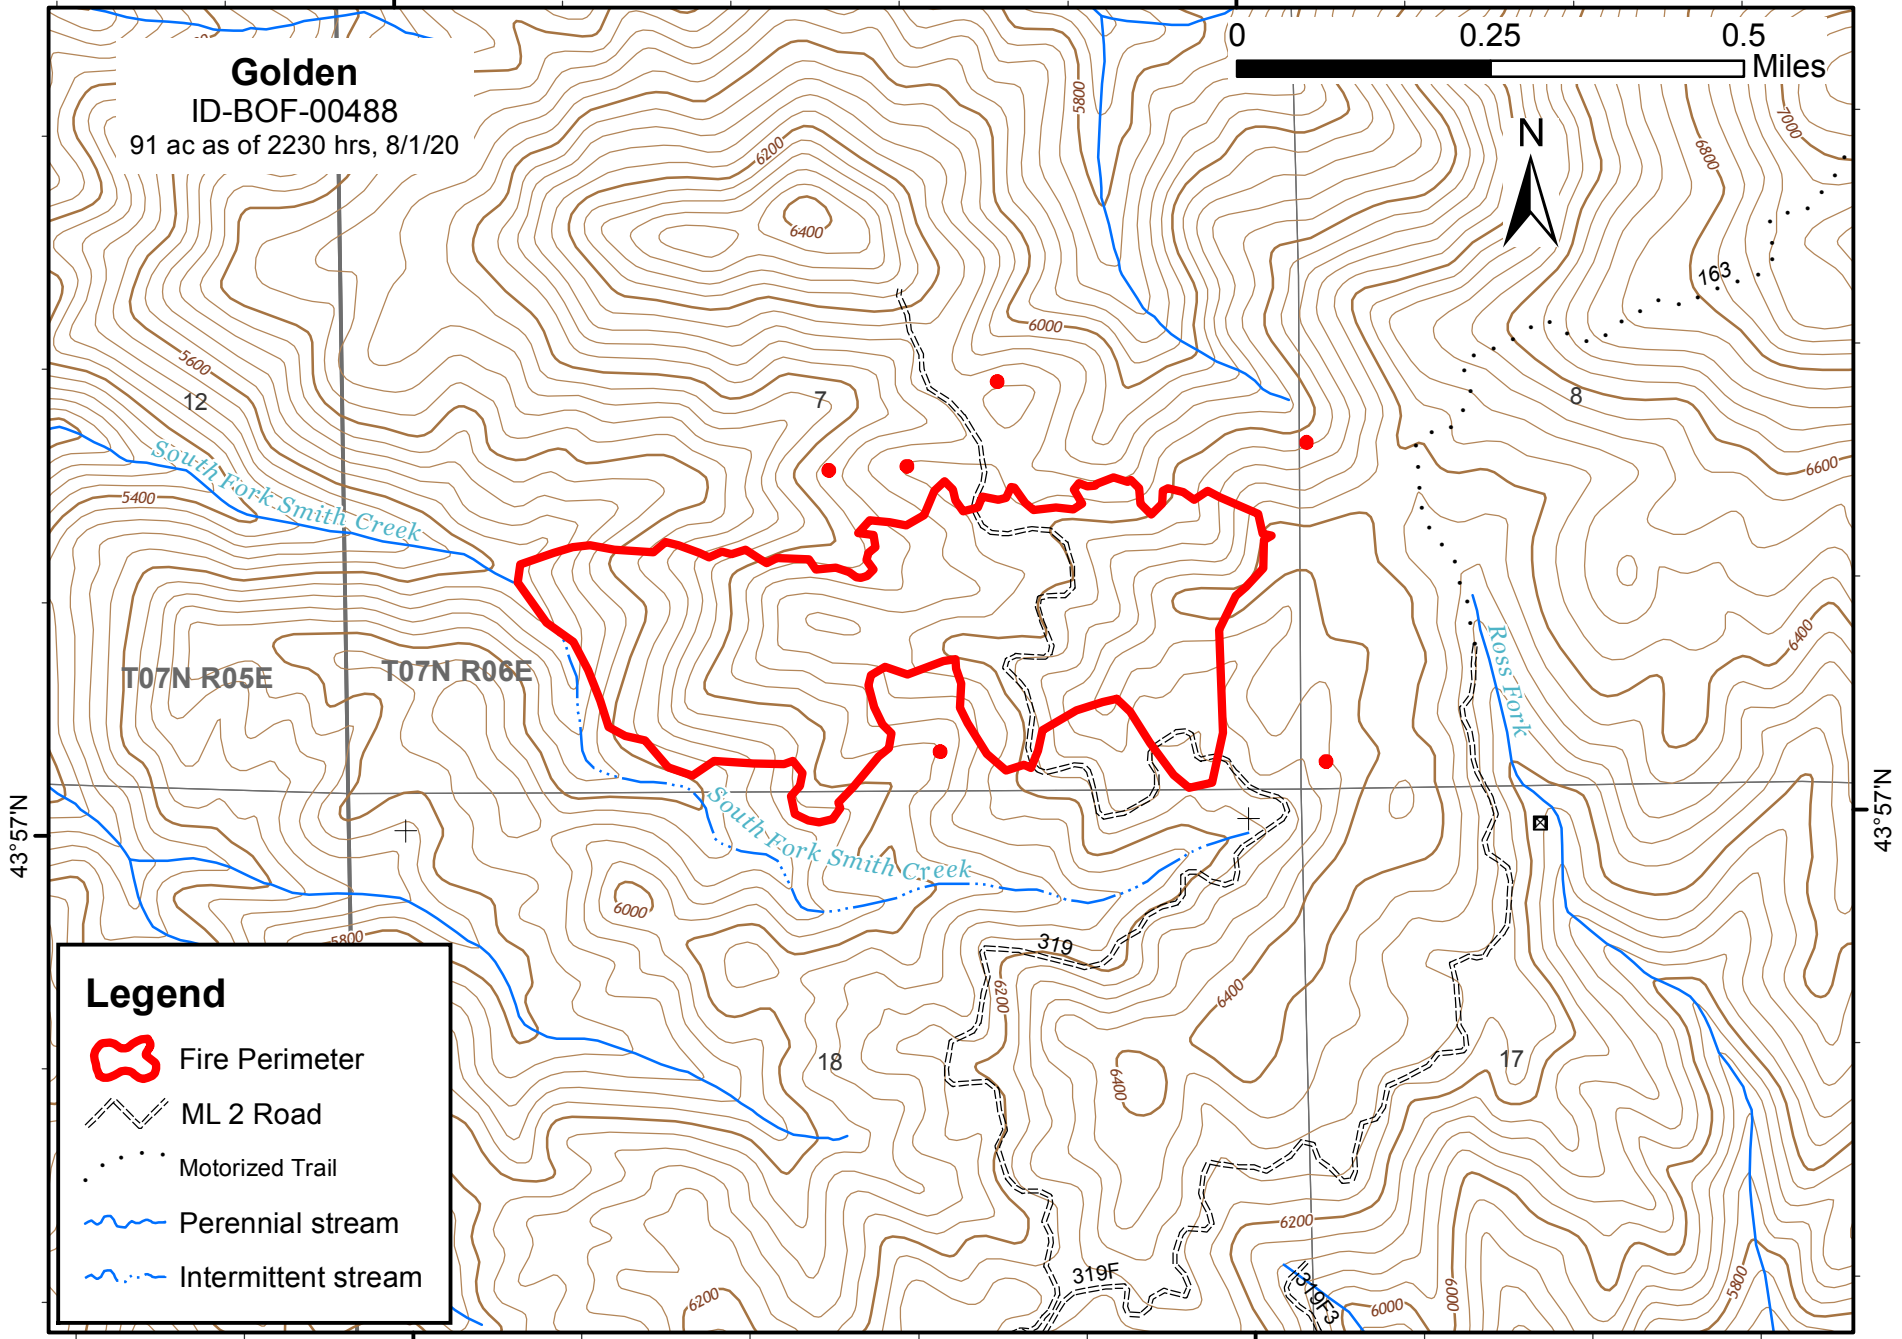 Golden
ID-BOF-00488
91 ac as of 2230 hrs, 8/1/20
0 0.25 0.5
Miles
N
5800
6200
6800
7000
6400
163
6000
5600
12
7
8
South Fork Smith Creek
5400
6600
6400
Ross Fork
T07N R05E
T07N R06E
43°57'N
43°57'N
South Fork Smith Creek
6000
5800
319
6200
6400
18
6400
17
6200
319F
319F3
6000
6000
5800
6200
Legend
Fire Perimeter
ML 2 Road
Motorized Trail
Perennial stream
Intermittent stream